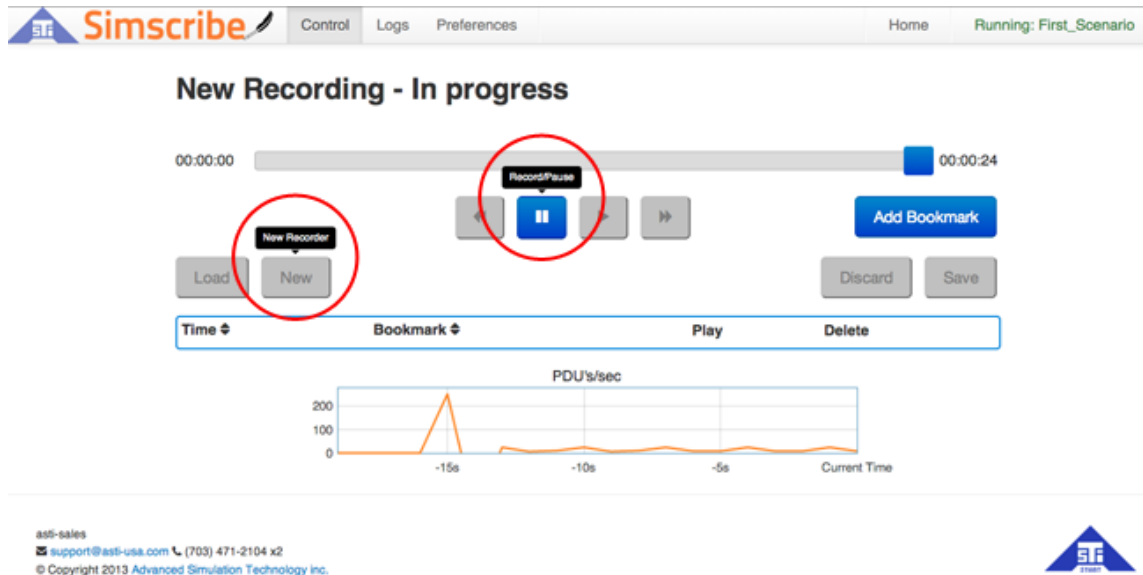 STi Simscribe Control Logs Preferences Home Running: First_Scenario
New Recording - In progress
00:00:00 00:00:24
Record/Pause
Add Bookmark
New Recorder
Load New Discard Save
Time Bookmark Play Delete
PDU's/sec
200
100
0
-15s -10s -5s Current Time
asti-sales
support@asti-usa.com (703) 471-2104 x2
© Copyright 2013 Advanced Simulation Technology inc.
STi
START